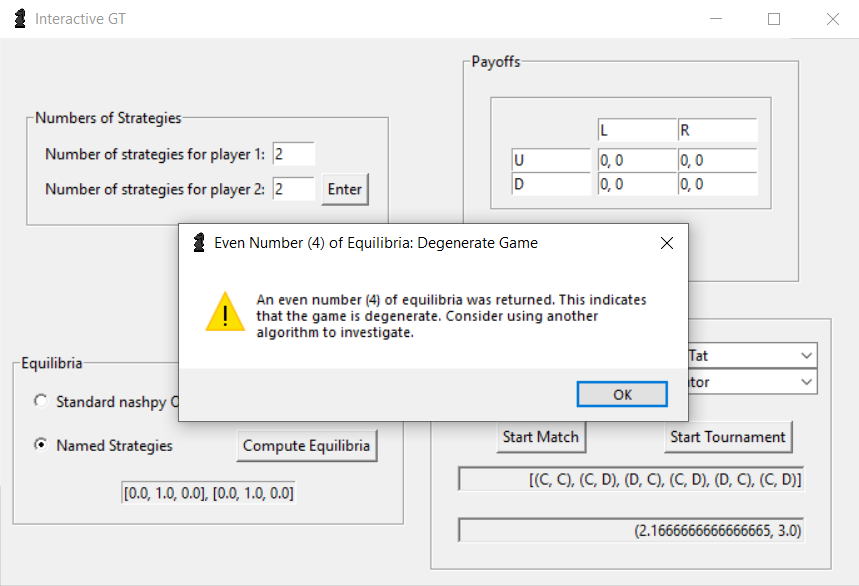 Interactive GT
Payoffs
Numbers of Strategies
L R
Number of strategies for player 1: 2
U 0, 0 0, 0
Number of strategies for player 2: 2 Enter
D 0, 0 0, 0
Even Number (4) of Equilibria: Degenerate Game
An even number (4) of equilibria was returned. This indicates
that the game is degenerate. Consider using another
algorithm to investigate.
OK
Equilibria
Standard nashpy
Named Strategies
Compute Equilibria
[0.0, 1.0, 0.0], [0.0, 1.0, 0.0]
Tat
Start Match
Start Tournament
[(C, C), (C, D), (D, C), (C, D), (D, C), (C, D)]
(2.1666666666666665, 3.0)